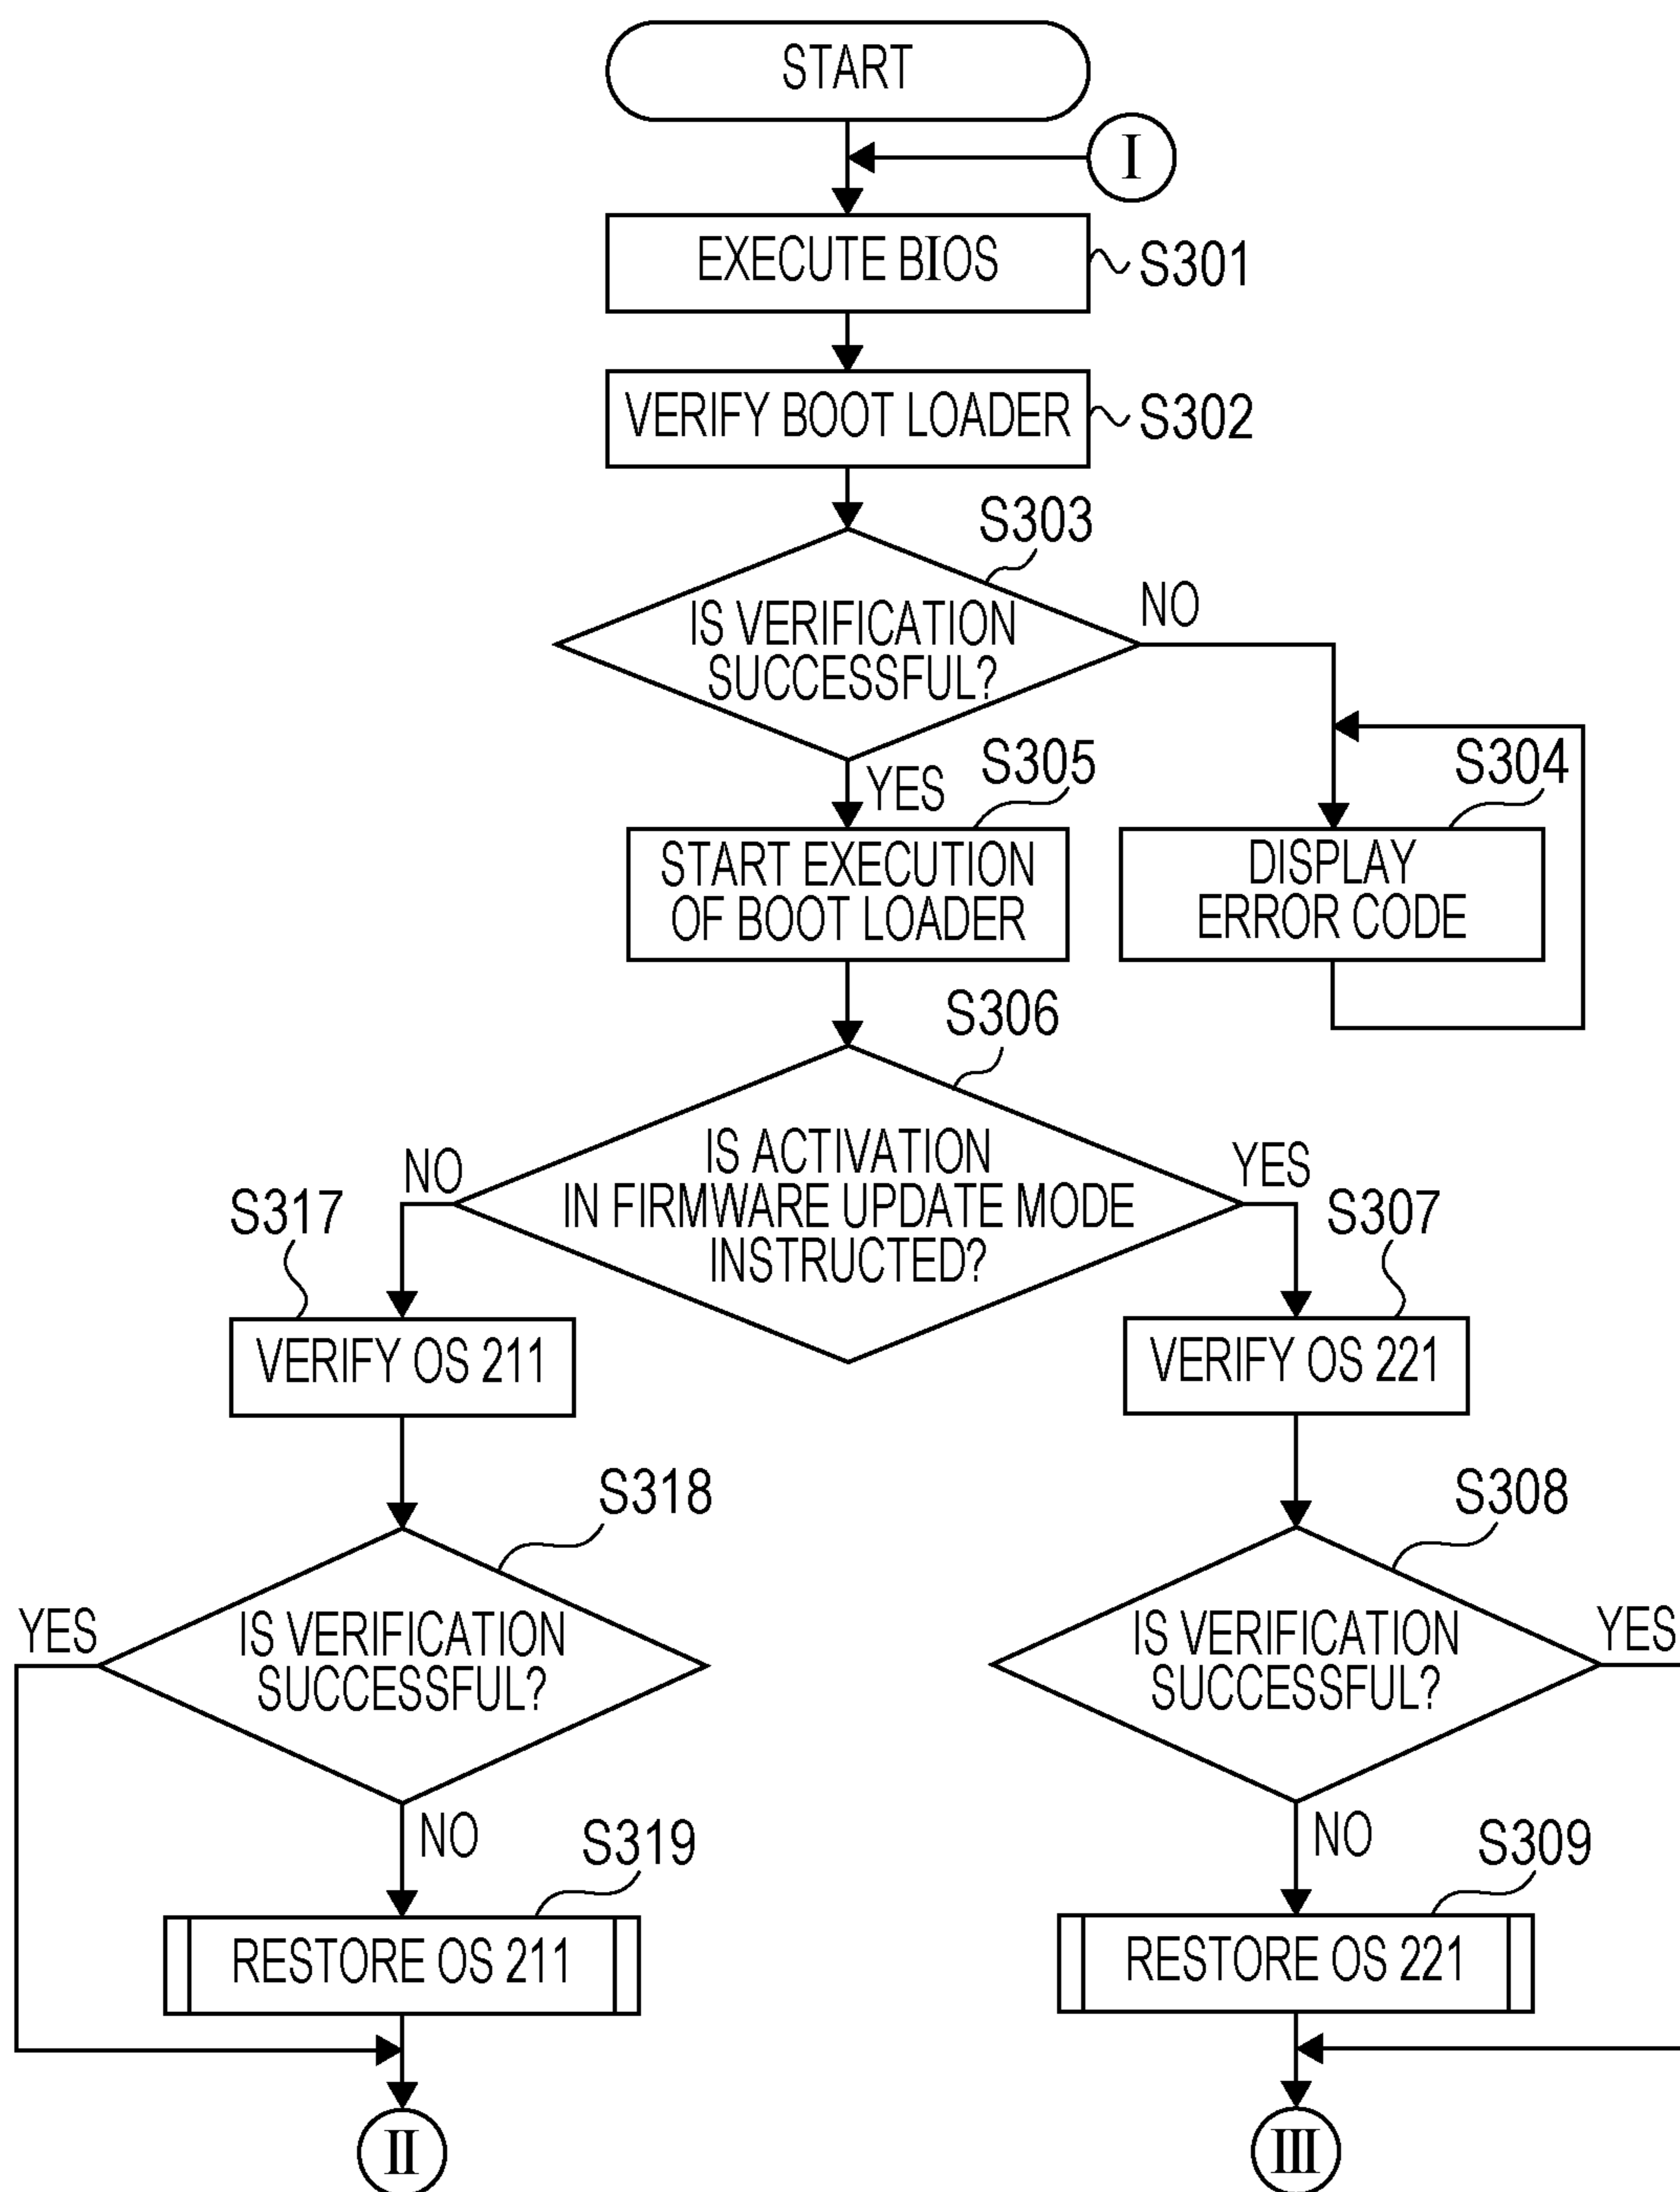 START
I
EXECUTE BIOS
S301
VERIFY BOOT LOADER
S302
S303
IS VERIFICATION
SUCCESSFUL?
NO
YES
S305
S304
START EXECUTION
OF BOOT LOADER
DISPLAY
ERROR CODE
S306
IS ACTIVATION
IN FIRMWARE UPDATE MODE
INSTRUCTED?
NO
YES
S317
S307
VERIFY OS 211
VERIFY OS 221
S318
S308
YES
IS VERIFICATION
SUCCESSFUL?
IS VERIFICATION
SUCCESSFUL?
YES
NO
S319
NO
S309
RESTORE OS 211
RESTORE OS 221
II
III